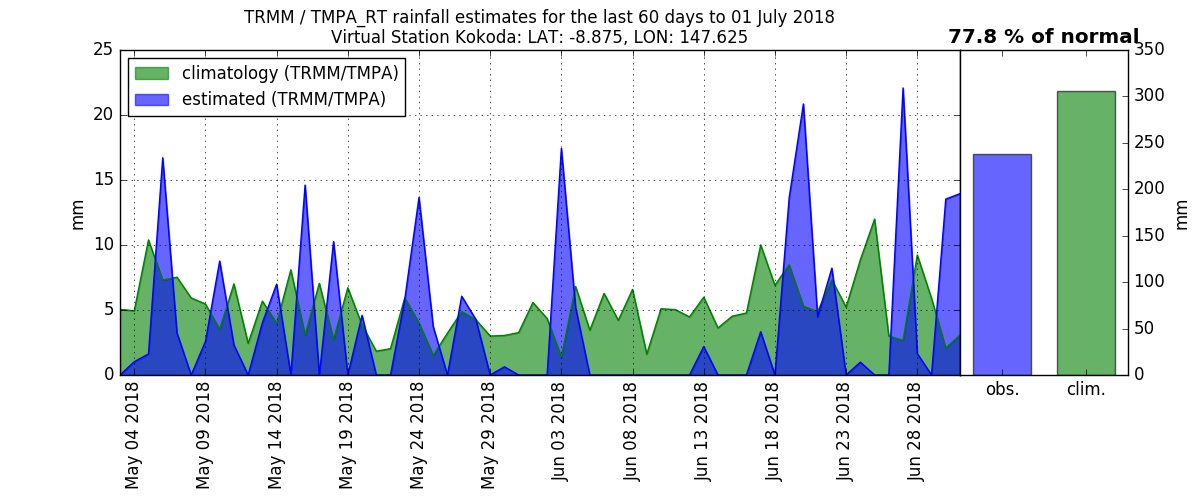 TRMM / TMPA_RT rainfall estimates for the last 60 days to 01 July 2018
Virtual Station Kokoda: LAT: -8.875, LON: 147.625
77.8 % of normal
climatology (TRMM/TMPA)
estimated (TRMM/TMPA)
mm
25
20
15
10
5
0
May 04 2018
May 09 2018
May 14 2018
May 19 2018
May 24 2018
May 29 2018
Jun 03 2018
Jun 08 2018
Jun 13 2018
Jun 18 2018
Jun 23 2018
Jun 28 2018
obs.
clim.
350
300
250
200
150
100
50
0
mm